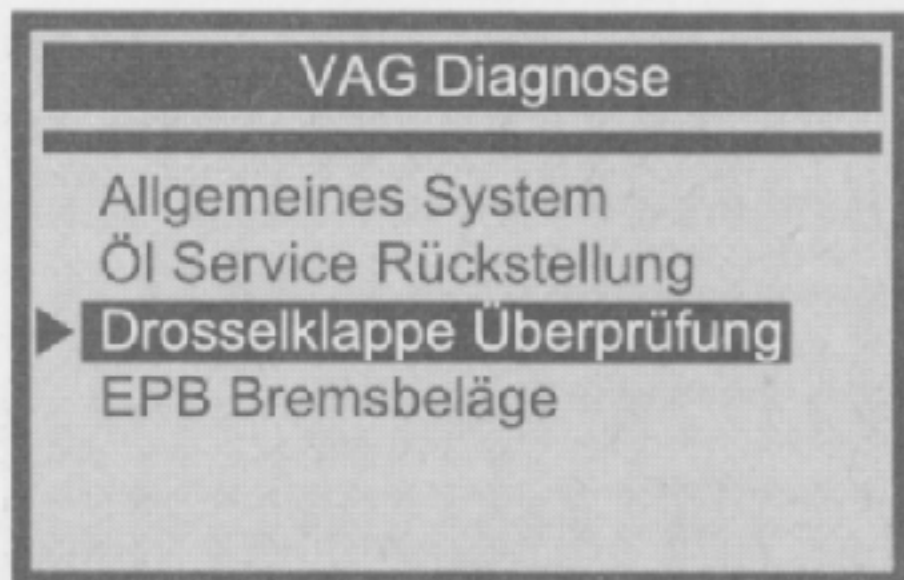 VAG Diagnose
Allgemeines System
Öl Service Rückstellung
Drosselklappe Überprüfung
EPB Bremsbeläge